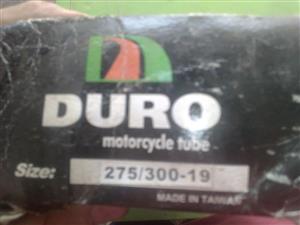 DURO
motorcycle tube
Size: 275/300-19
MADE IN TAIWAN